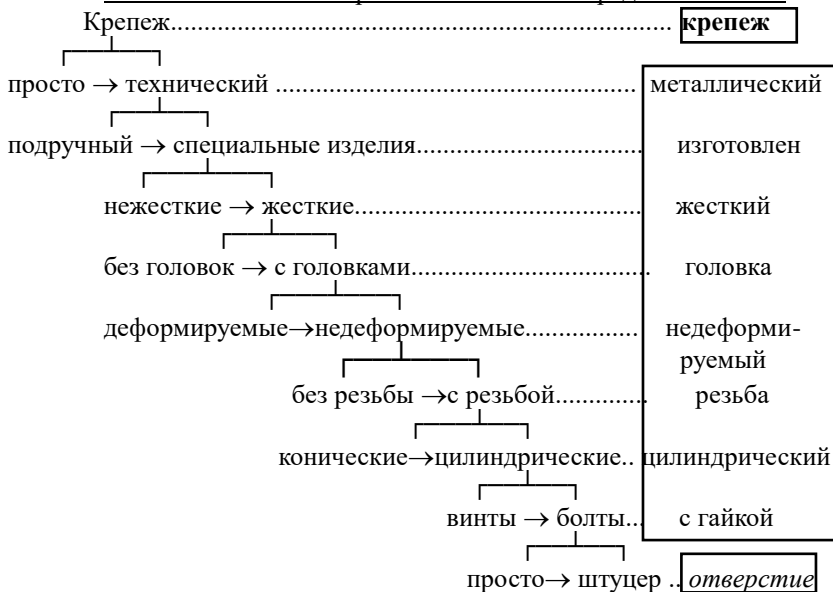 Крепеж........................................................................... крепеж
просто → технический ...................................................... металлический
подручный → специальные изделия.................................. изготовлен
нежесткие → жесткие........................................... жесткий
без головок → с головками.................................... головка
деформируемые→недеформируемые................. недеформи-
руемый
без резьбы →с резьбой.............. резьба
конические→цилиндрические.. цилиндрический
винты → болты... с гайкой
просто→ штуцер .. отверстие